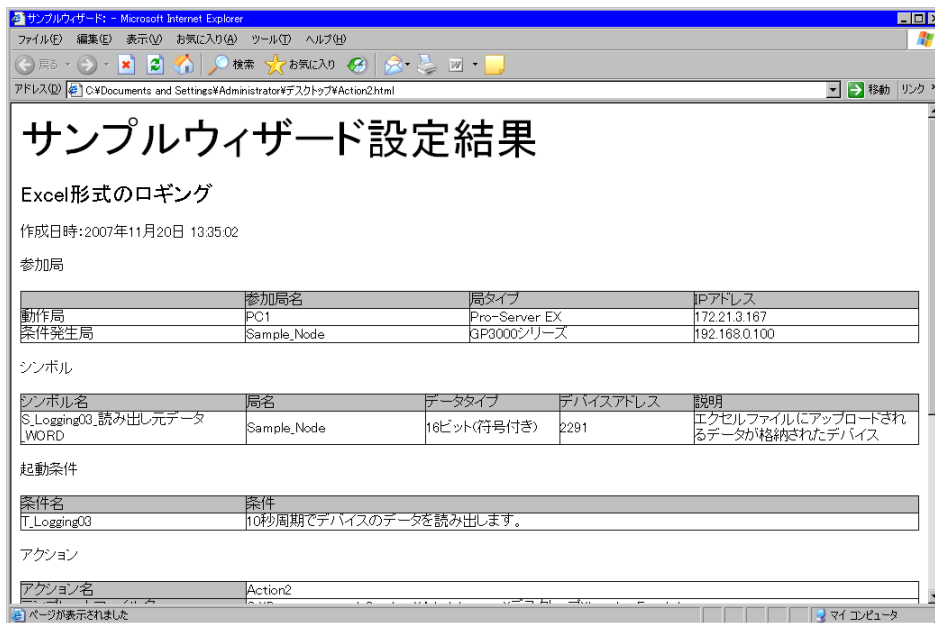 サンプルウィザード: - Microsoft Internet Explorer
ファイル(F) 編集(E) 表示(V) お気に入り(A) ツール(T) ヘルプ(H)
戻る 検索 お気に入り
アドレス(D) C:¥Documents and Settings¥Administrator¥デスクトップ¥Action2.html 移動 リンク
サンプルウィザード設定結果
Excel形式のロギング
作成日時:2007年11月20日 13:35:02
参加局
参加局名 局タイプ IPアドレス
動作局 PC1 Pro-Server EX 172.21.3.167
条件発生局 Sample_Node GP3000シリーズ 192.168.0.100
シンボル
シンボル名 局名 データタイプ デバイスアドレス 説明
S_Logging03_読み出し元データ
_WORD Sample_Node 16ビット(符号付き) 2291 エクセルファイルにアップロードされ
るデータが格納されたデバイス
起動条件
条件名 条件
T_Logging03 10秒周期でデバイスのデータを読み出します。
アクション
アクション名 Action2
ページが表示されました マイ コンピュータ